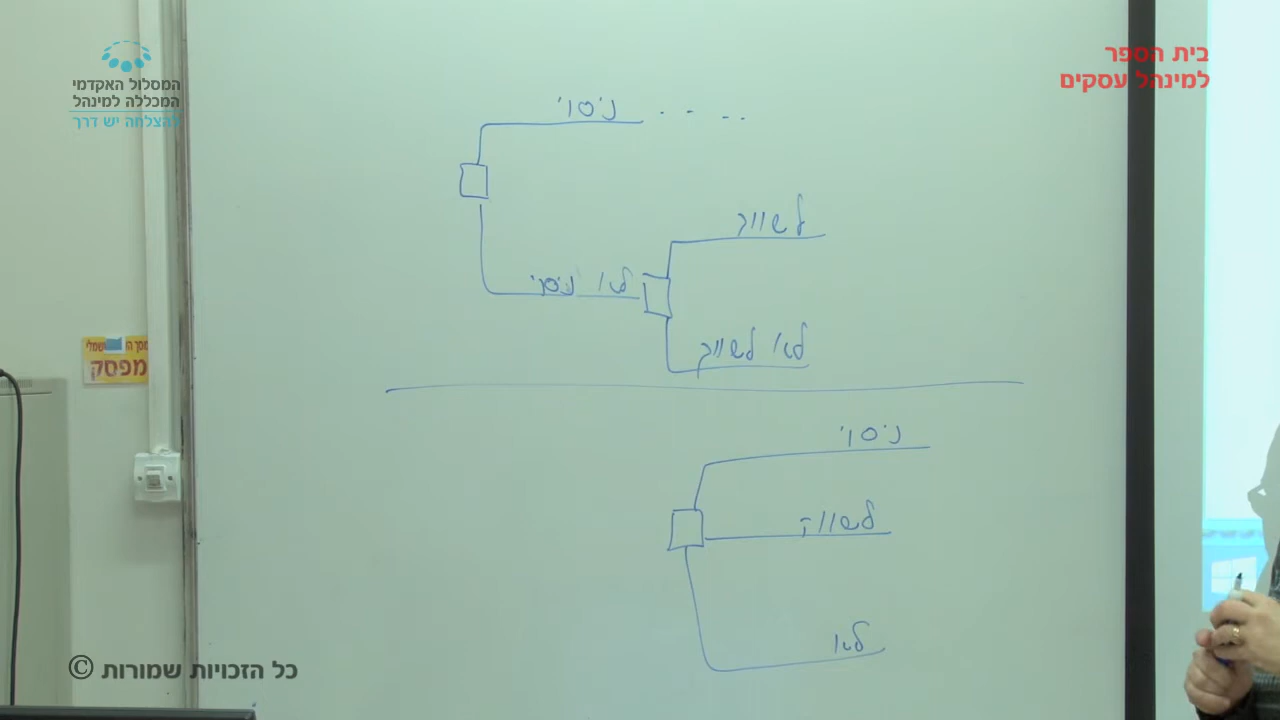 המסלול האקדמי
המכללה למינהל
להצלחה יש דרך
בית הספר
למינהל עסקים
ניסוי ....
לשווק
לא ניסוי
לא לשווק
מפסק
ניסוי
לשווק
לא
כל הזכויות שמורות ©